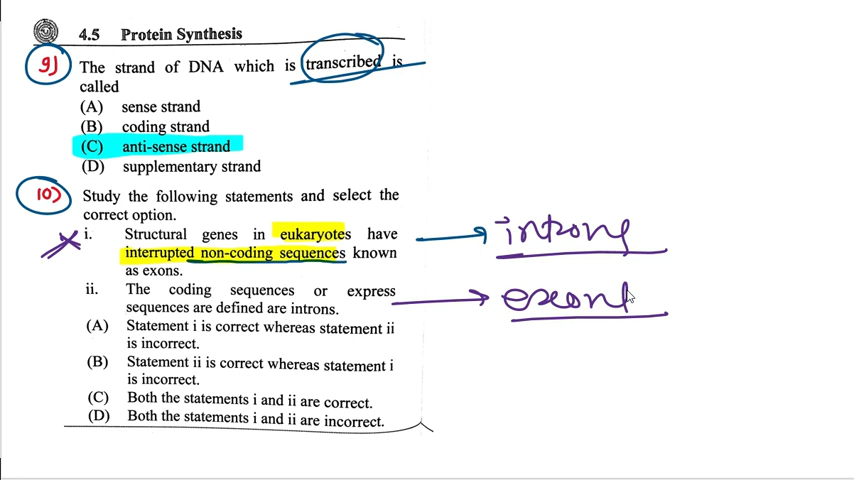 4.5 Protein Synthesis
9) The strand of DNA which is transcribed is
called
(A) sense strand
(B) coding strand
(C) anti-sense strand
(D) supplementary strand
10) Study the following statements and select the
correct option.
i. Structural genes in eukaryotes have
interrupted non-coding sequences known
as exons.
introns
ii. The coding sequences or express
sequences are defined are introns.
exon
(A) Statement i is correct whereas statement ii
is incorrect.
(B) Statement ii is correct whereas statement i
is incorrect.
(C) Both the statements i and ii are correct.
(D) Both the statements i and ii are incorrect.